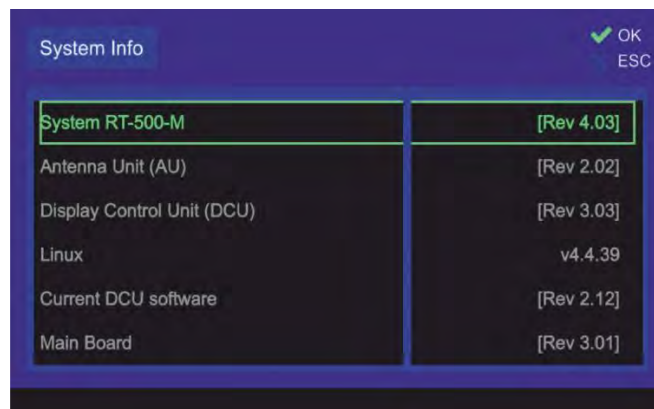 System Info
OK
ESC
System RT-500-M [Rev 4.03]
Antenna Unit (AU) [Rev 2.02]
Display Control Unit (DCU) [Rev 3.03]
Linux v4.4.39
Current DCU software [Rev 2.12]
Main Board [Rev 3.01]